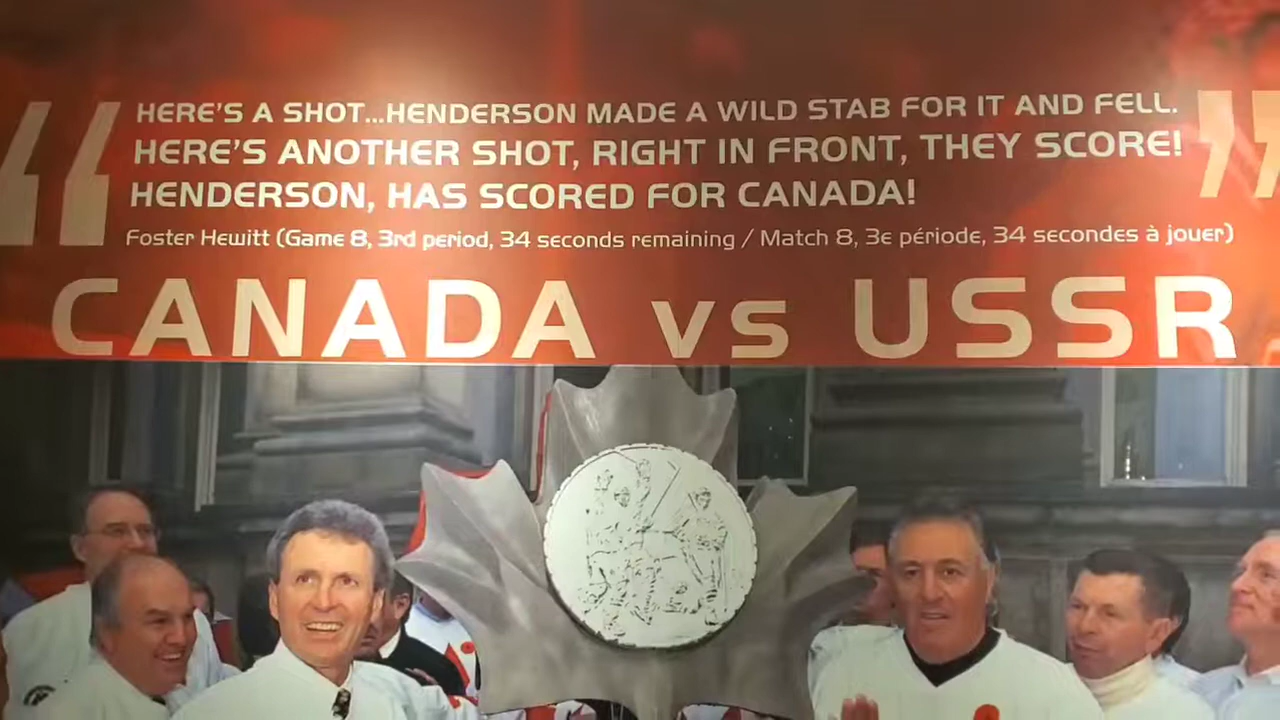 “HERE'S A SHOT...HENDERSON MADE A WILD STAB FOR IT AND FELL.
HERE'S ANOTHER SHOT, RIGHT IN FRONT, THEY SCORE!
HENDERSON, HAS SCORED FOR CANADA!”
Foster Hewitt (Game 8, 3rd period, 34 seconds remaining / Match 8, 3e période, 34 secondes à jouer)
CANADA vs USSR